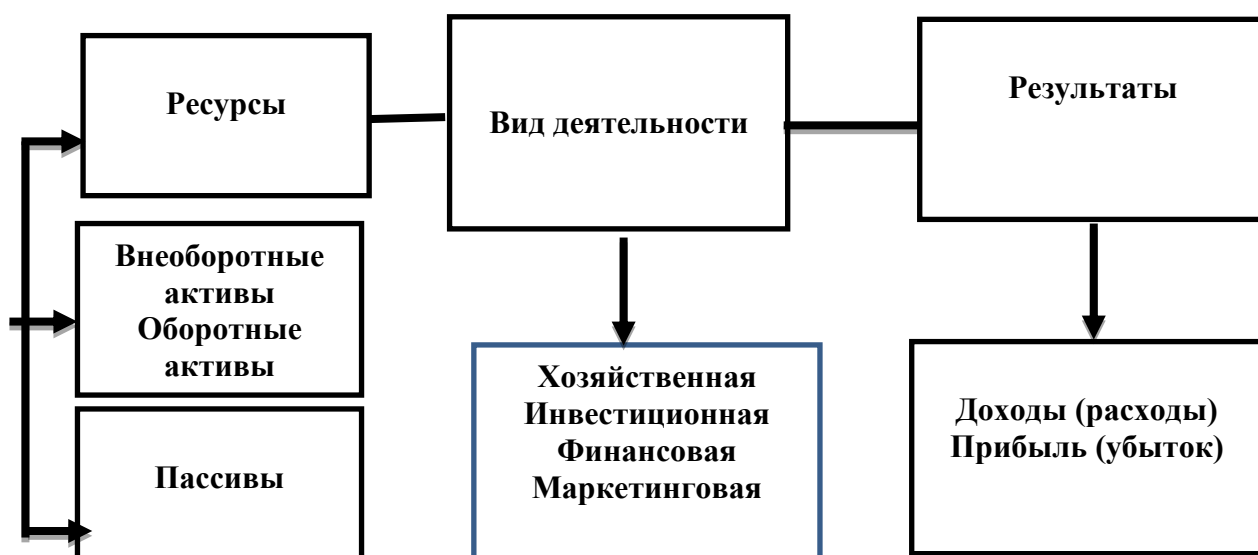 Ресурсы
Вид деятельности
Результаты
Внеоборотные
активы
Оборотные
активы
Пассивы
Хозяйственная
Инвестиционная
Финансовая
Маркетинговая
Доходы (расходы)
Прибыль (убыток)